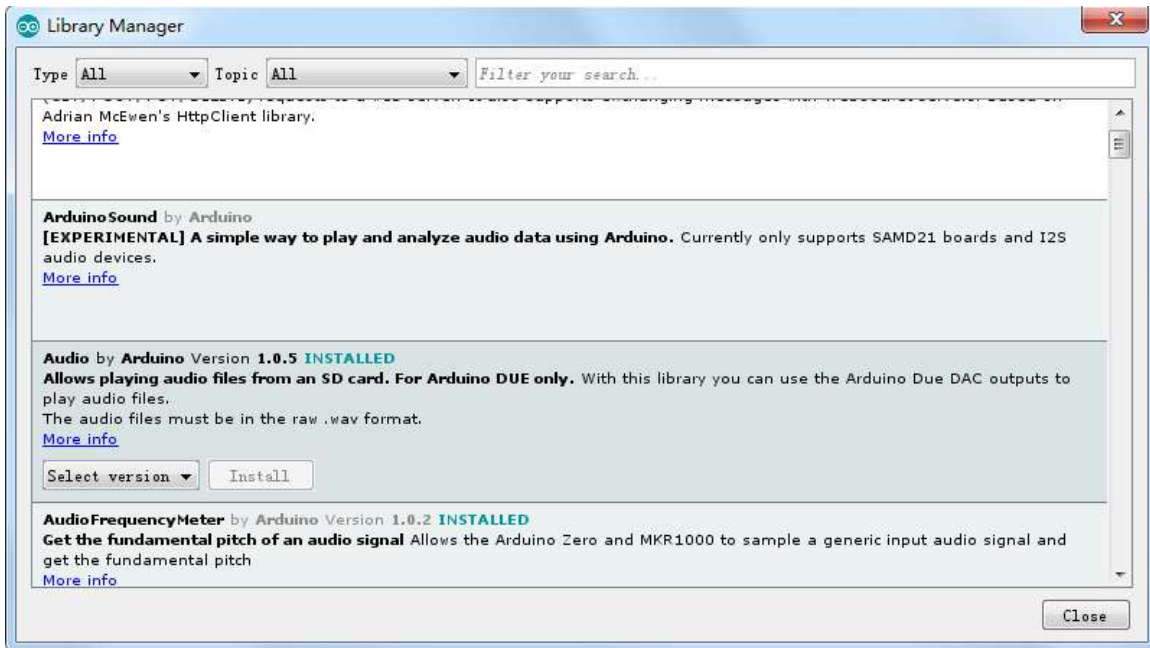 Library Manager
Type All Topic All Filter your search...
Adrian McEwen's HttpClient library.
More info
ArduinoSound by Arduino
[EXPERIMENTAL] A simple way to play and analyze audio data using Arduino. Currently only supports SAMD21 boards and I2S
audio devices.
More info
Audio by Arduino Version 1.0.5 INSTALLED
Allows playing audio files from an SD card. For Arduino DUE only. With this library you can use the Arduino Due DAC outputs to
play audio files.
The audio files must be in the raw .wav format.
More info
Select version Install
AudioFrequencyMeter by Arduino Version 1.0.2 INSTALLED
Get the fundamental pitch of an audio signal Allows the Arduino Zero and MKR1000 to sample a generic input audio signal and
get the fundamental pitch
More info
Close